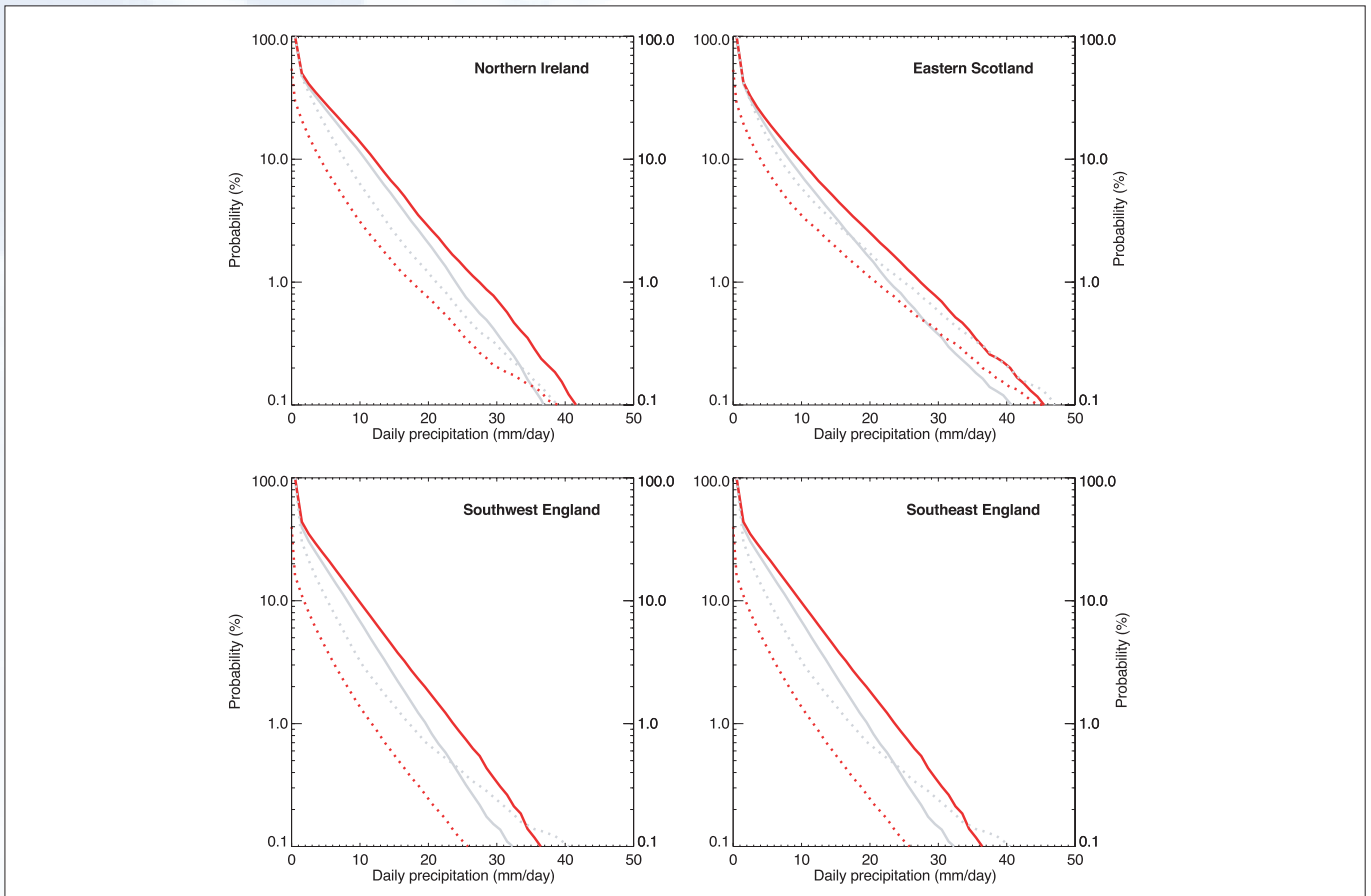 100.0
10.0
1.0
0.1
100.0
10.0
1.0
0.1
Northern Ireland
Probability (%)
0 10 20 30 40 50
Daily precipitation (mm/day)
100.0
10.0
1.0
0.1
100.0
10.0
1.0
0.1
Eastern Scotland
Probability (%)
0 10 20 30 40 50
Daily precipitation (mm/day)
100.0
10.0
1.0
0.1
100.0
10.0
1.0
0.1
Southwest England
Probability (%)
0 10 20 30 40 50
Daily precipitation (mm/day)
100.0
10.0
1.0
0.1
100.0
10.0
1.0
0.1
Southeast England
Probability (%)
0 10 20 30 40 50
Daily precipitation (mm/day)